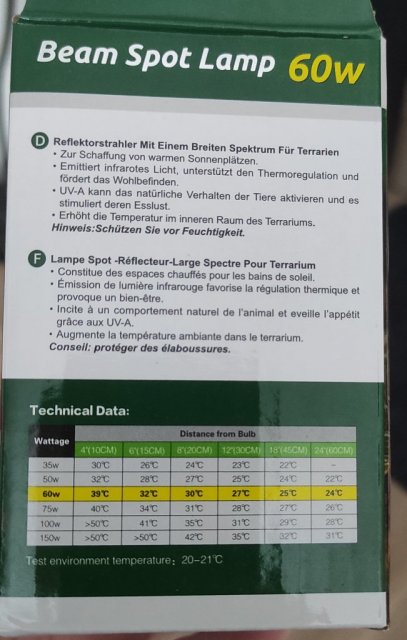 Beam Spot Lamp 60w
D Reflektorstrahler Mit Einem Breiten Spektrum Für Terrarien
• Zur Schaffung von warmen Sonnenplätzen.
• Emittiert infrarotes Licht, unterstützt den Thermoregulation und
fördert das Wohlbefinden.
• UV-A kann das natürliche Verhalten der Tiere aktivieren und es
stimuliert deren Esslust.
• Erhöht die Temperatur im inneren Raum des Terrariums.
Hinweis:Schützen Sie vor Feuchtigkeit.
F Lampe Spot -Réflecteur-Large Spectre Pour Terrarium
• Constitue des espaces chauffés pour les bains de soleil.
• Émission de lumière infrarouge favorise la régulation thermique et
provoque un bien-être.
• Incite à un comportement naturel de l'animal et eveille l'appétit
grâce aux UV-A.
• Augmente la température ambiante dans le terrarium.
Conseil: protéger des élaboussures.
Technical Data:
Wattage Distance from Bulb
4"(10CM) 6"(15CM) 8"(20CM) 12"(30CM) 18"(45CM) 24"(60CM)
35w 30℃ 26℃ 24℃ 23℃ 22℃ –
50w 32℃ 28℃ 27℃ 25℃ 24℃ 22℃
60w 39℃ 32℃ 30℃ 27℃ 25℃ 24℃
75w 40℃ 34℃ 31℃ 28℃ 27℃ 26℃
100w >50℃ 41℃ 35℃ 31℃ 29℃ 28℃
150w >50℃ >50℃ 42℃ 35℃ 32℃ 31℃
Test environment temperature: 20–21℃